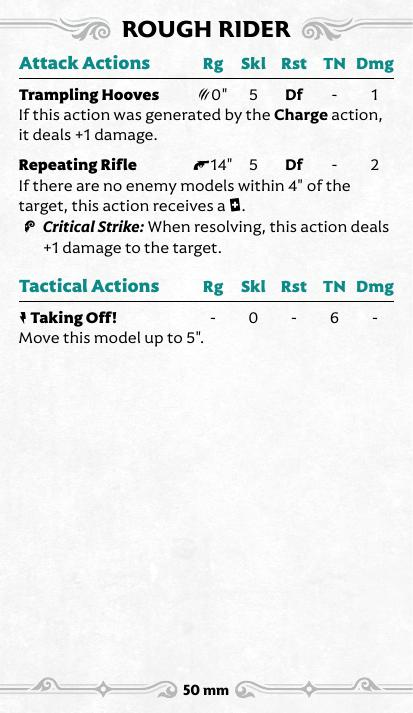 ROUGH RIDER
Attack Actions Rg Skl Rst TN Dmg
Trampling Hooves 0" 5 Df - 1
If this action was generated by the Charge action,
it deals +1 damage.
Repeating Rifle 14" 5 Df - 2
If there are no enemy models within 4" of the
target, this action receives a .
Critical Strike: When resolving, this action deals
+1 damage to the target.
Tactical Actions Rg Skl Rst TN Dmg
Taking Off! - 0 - 6 -
Move this model up to 5".
50 mm